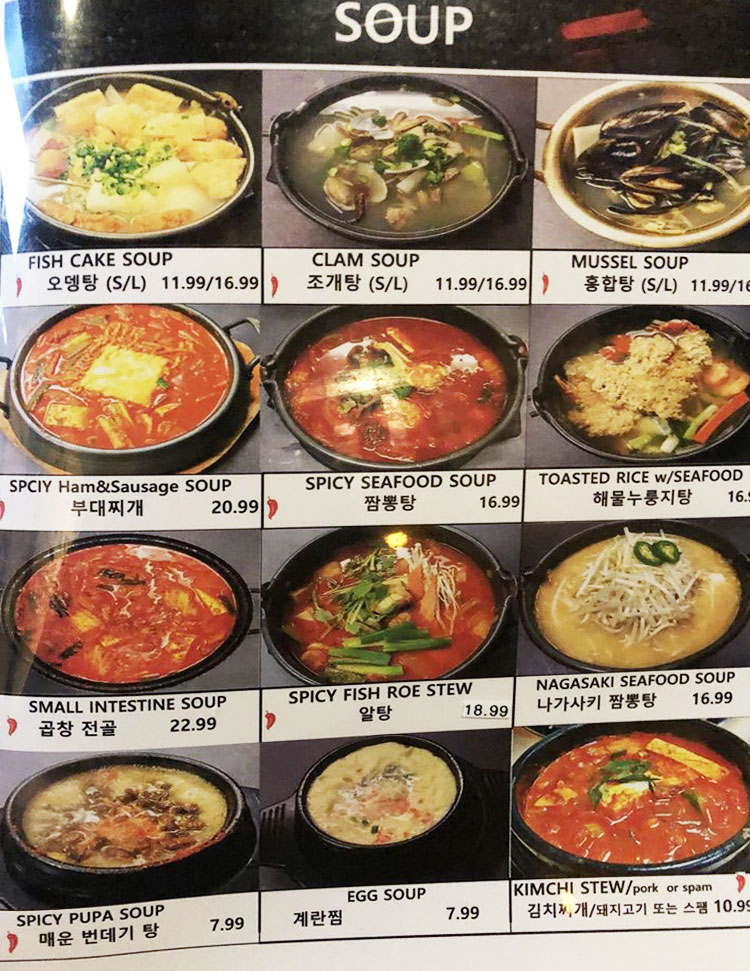 SOUP
FISH CAKE SOUP
오뎅탕 (S/L) 11.99/16.99
CLAM SOUP
조개탕 (S/L) 11.99/16.99
MUSSEL SOUP
홍합탕 (S/L) 11.99/16
SPCIY Ham&Sausage SOUP
부대찌개 20.99
SPICY SEAFOOD SOUP
짬뽕탕 16.99
TOASTED RICE w/SEAFOOD
해물누룽지탕 16.
SMALL INTESTINE SOUP
곱창 전골 22.99
SPICY FISH ROE STEW
알탕 18.99
NAGASAKI SEAFOOD SOUP
나가사키 짬뽕탕 16.99
SPICY PUPA SOUP
매운 번데기 탕 7.99
EGG SOUP
계란찜 7.99
KIMCHI STEW/pork or spam
김치찌개/돼지고기 또는 스팸 10.99